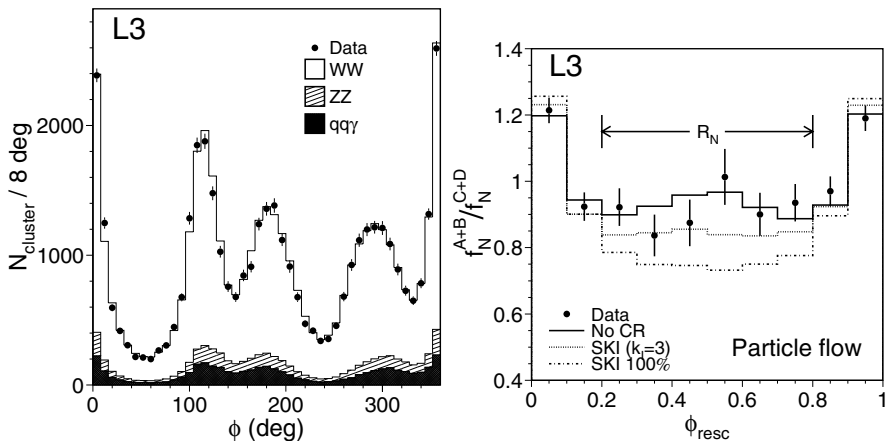 L3
Data
WW
ZZ
qqγ
N_cluster / 8 deg
2000
1000
0
0 100 200 300
ϕ (deg)
L3
R_N
f_N^{A+B}/f_N^{C+D}
1.4
1.2
1
0.8
0.6
0.4
Data
No CR
SKI (k_I=3)
SKI 100%
Particle flow
0 0.2 0.4 0.6 0.8 1
ϕ_resc